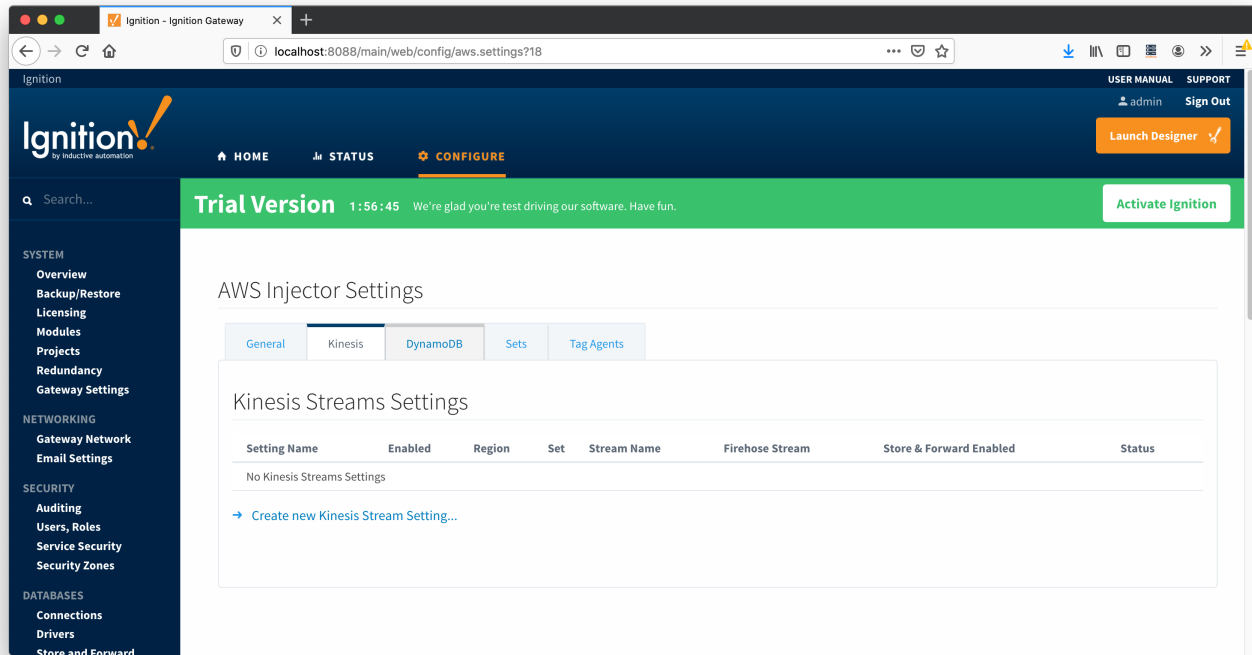 Ignition - Ignition Gateway
localhost:8088/main/web/config/aws.settings?18
Ignition
USER MANUAL SUPPORT
admin Sign Out
Ignition!
by inductive automation
Launch Designer
HOME STATUS CONFIGURE
Search...
Trial Version 1:56:45 We're glad you're test driving our software. Have fun. Activate Ignition
SYSTEM
Overview
Backup/Restore
Licensing
Modules
Projects
Redundancy
Gateway Settings
NETWORKING
Gateway Network
Email Settings
SECURITY
Auditing
Users, Roles
Service Security
Security Zones
DATABASES
Connections
Drivers
Store and Forward
AWS Injector Settings
General Kinesis DynamoDB Sets Tag Agents
Kinesis Streams Settings
Setting Name Enabled Region Set Stream Name Firehose Stream Store & Forward Enabled Status
No Kinesis Streams Settings
Create new Kinesis Stream Setting...